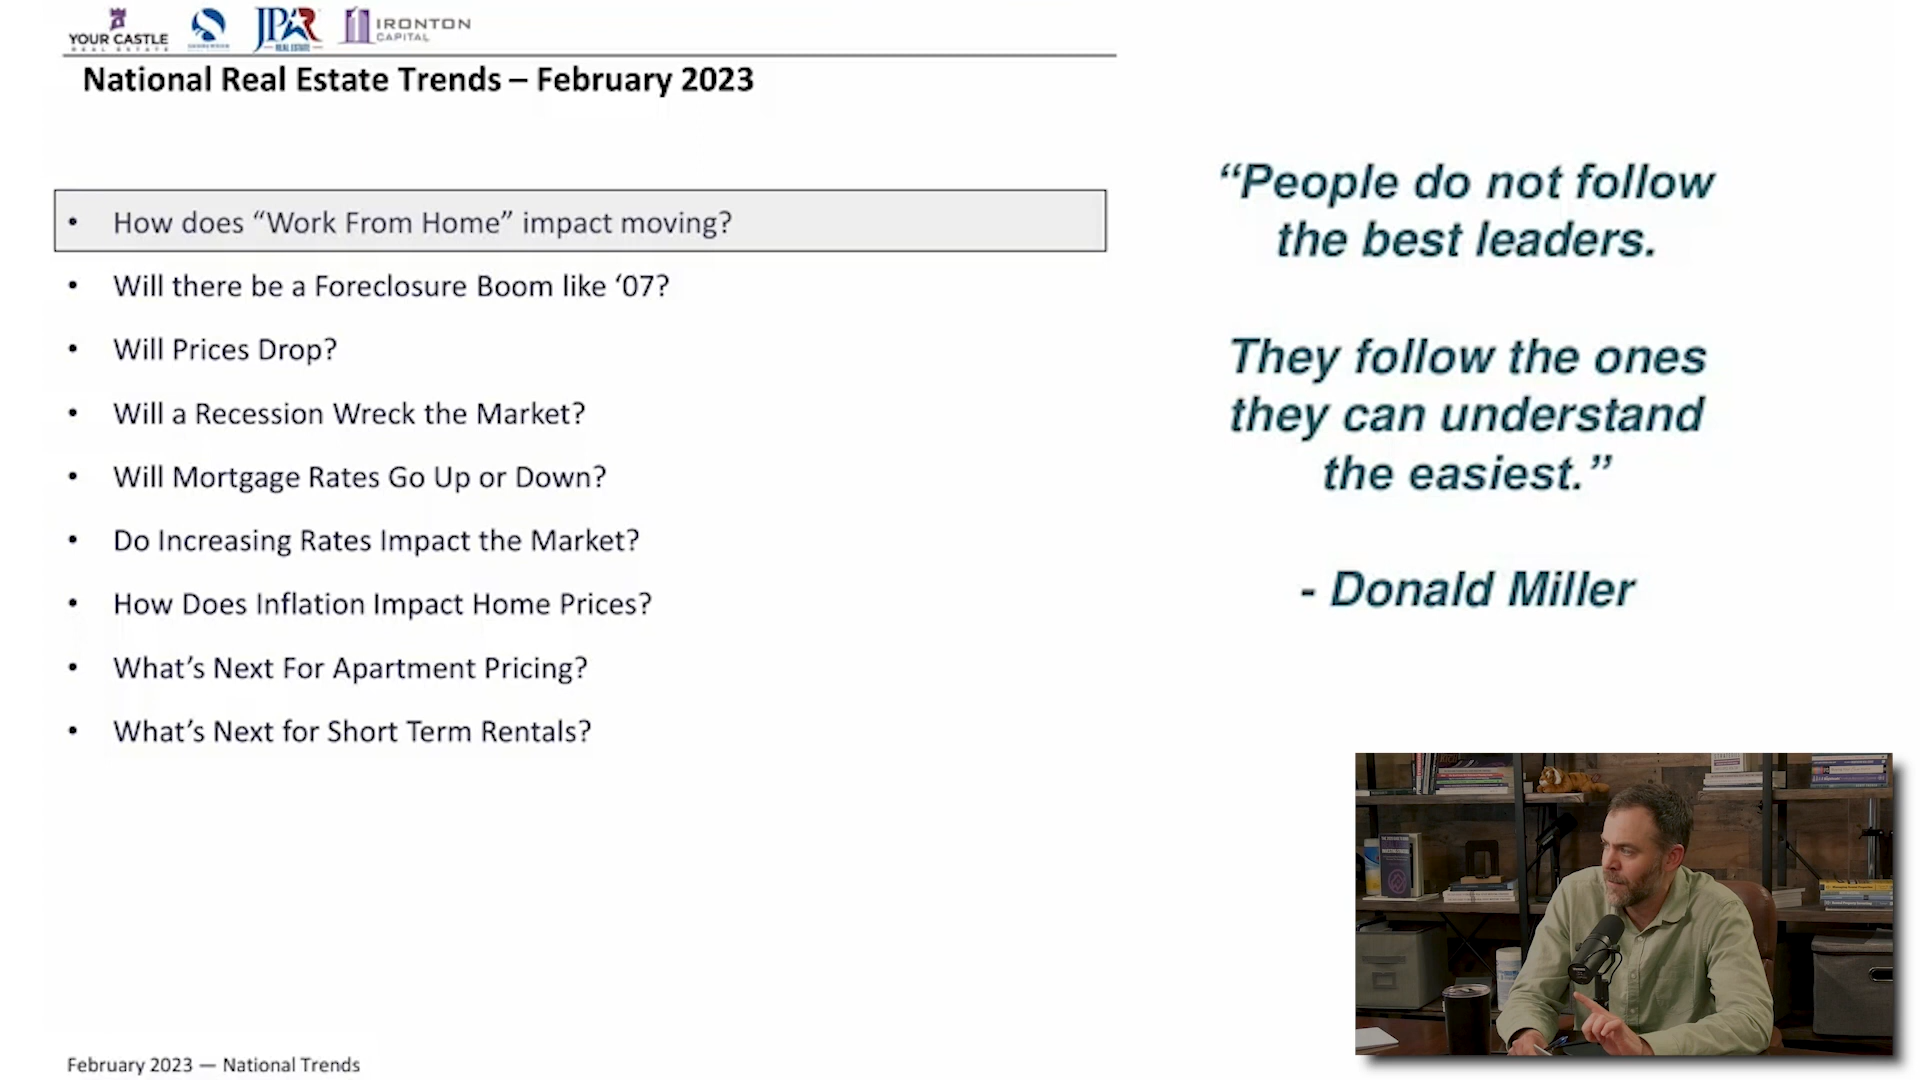 YOUR CASTLE
REAL ESTATE
JPAR
REAL ESTATE
IRONTON
CAPITAL
National Real Estate Trends – February 2023
• How does “Work From Home” impact moving?
• Will there be a Foreclosure Boom like ‘07?
• Will Prices Drop?
• Will a Recession Wreck the Market?
• Will Mortgage Rates Go Up or Down?
• Do Increasing Rates Impact the Market?
• How Does Inflation Impact Home Prices?
• What’s Next For Apartment Pricing?
• What’s Next for Short Term Rentals?
“People do not follow
the best leaders.
They follow the ones
they can understand
the easiest.”
- Donald Miller
February 2023 — National Trends